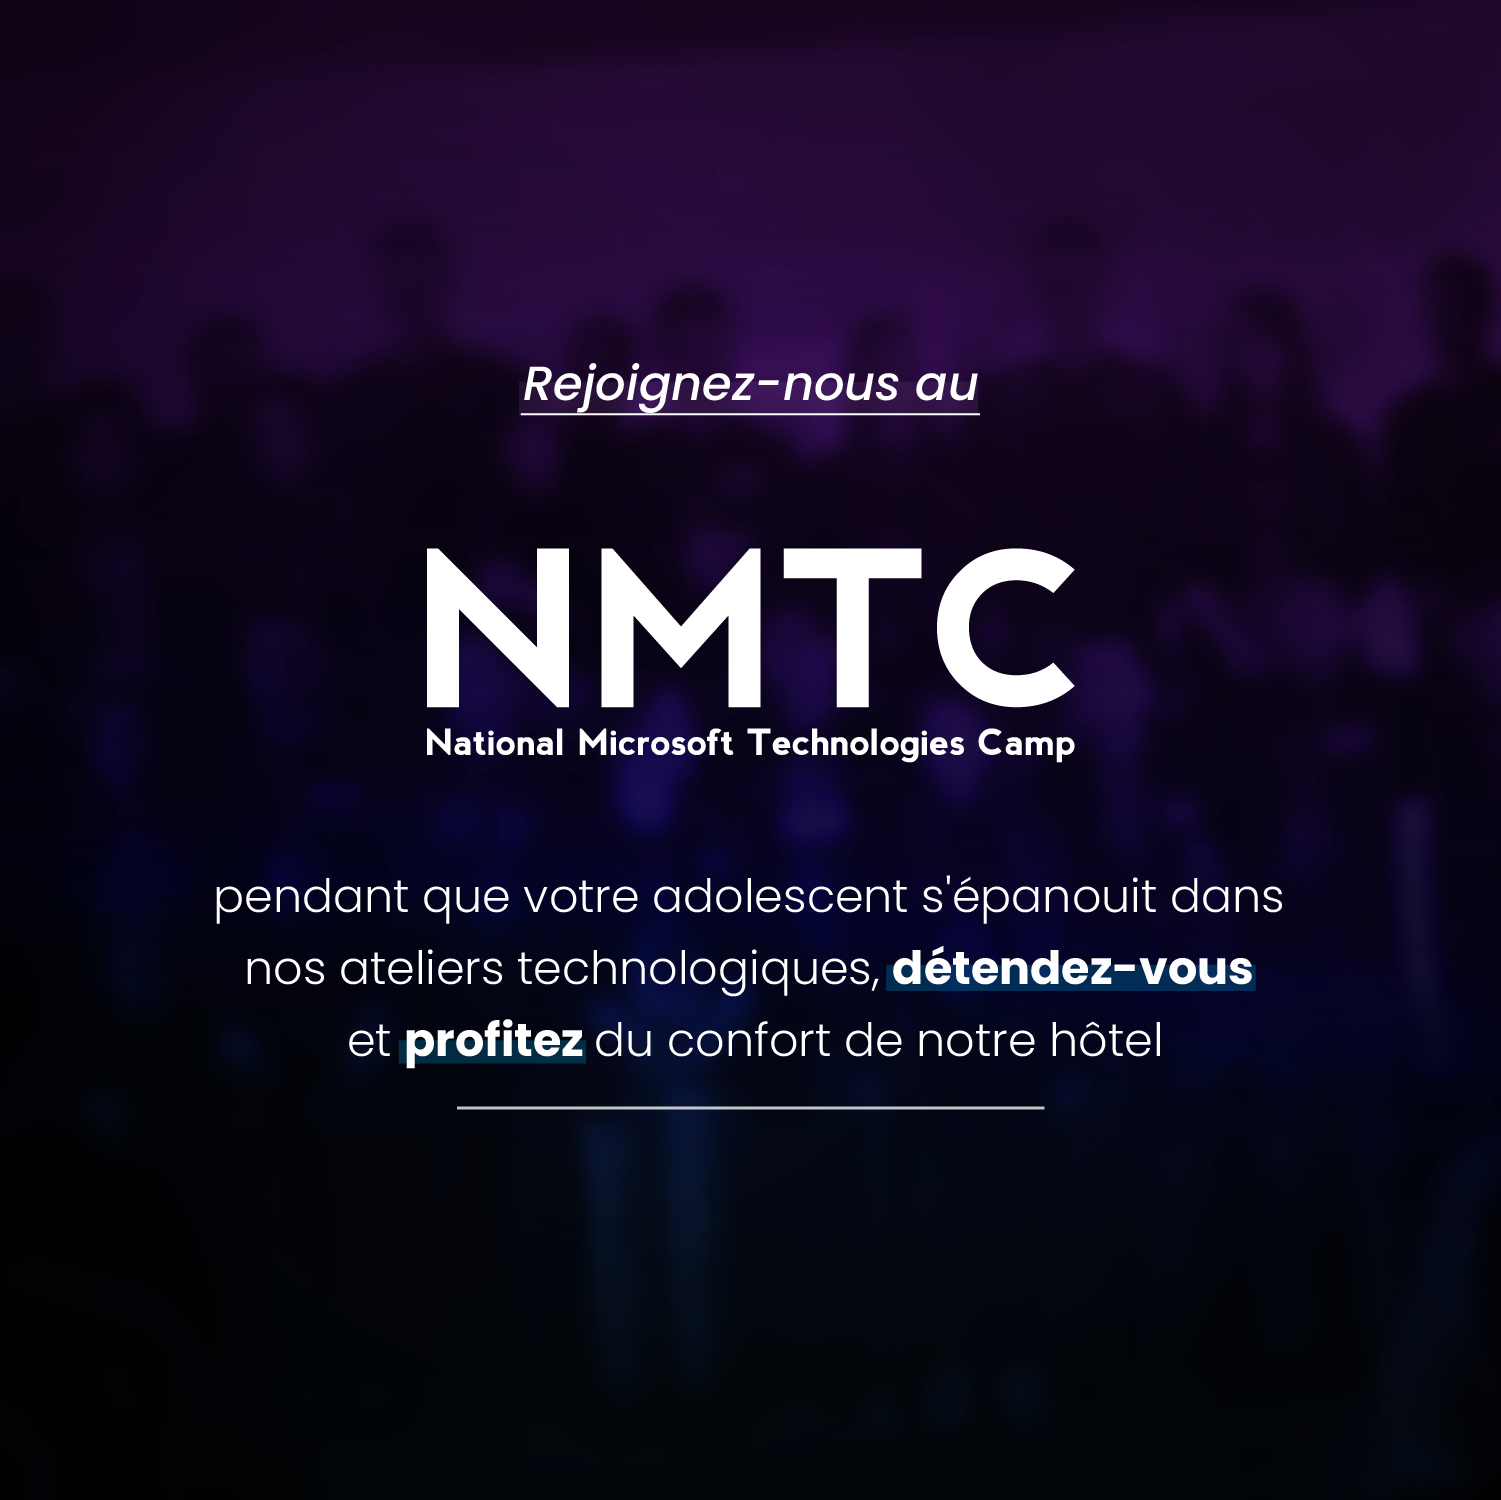 Rejoignez-nous au
NMTC
National Microsoft Technologies Camp
pendant que votre adolescent s'épanouit dans
nos ateliers technologiques, détendez-vous
et profitez du confort de notre hôtel